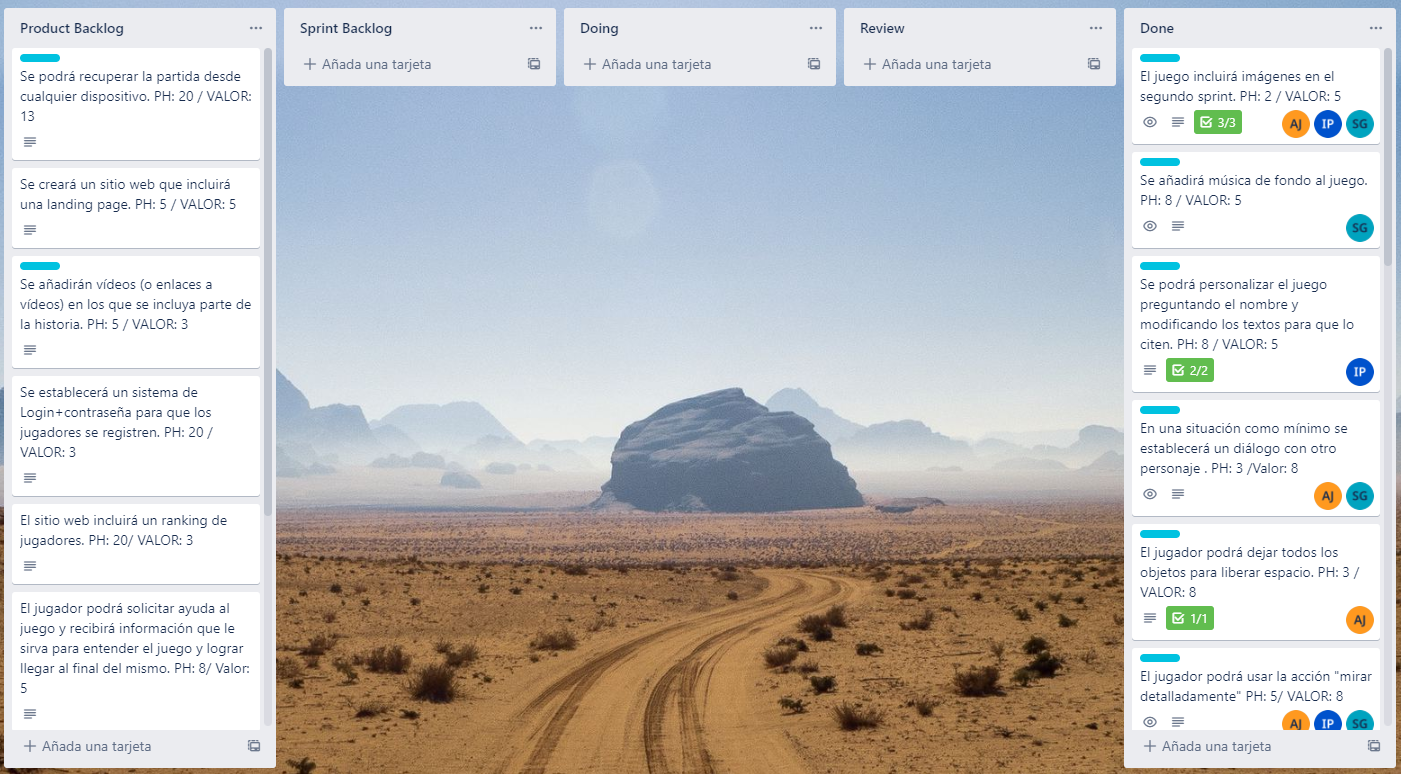 Product Backlog
Se podrá recuperar la partida desde
cualquier dispositivo. PH: 20 / VALOR:
13
Se creará un sitio web que incluirá
una landing page. PH: 5 / VALOR: 5
Se añadirán vídeos (o enlaces a
vídeos) en los que se incluya parte de
la historia. PH: 5 / VALOR: 3
Se establecerá un sistema de
Login+contraseña para que los
jugadores se registren. PH: 20 /
VALOR: 3
El sitio web incluirá un ranking de
jugadores. PH: 20/ VALOR: 3
El jugador podrá solicitar ayuda al
juego y recibirá información que le
sirva para entender el juego y lograr
llegar al final del mismo. PH: 8/ Valor:
5
Añada una tarjeta
Sprint Backlog
Añada una tarjeta
Doing
Añada una tarjeta
Review
Añada una tarjeta
Done
El juego incluirá imágenes en el
segundo sprint. PH: 2 / VALOR: 5
3/3 AJ IP SG
Se añadirá música de fondo al juego.
PH: 8 / VALOR: 5
SG
Se podrá personalizar el juego
preguntando el nombre y
modificando los textos para que lo
citen. PH: 8 / VALOR: 5
2/2 IP
En una situación como mínimo se
establecerá un diálogo con otro
personaje . PH: 3 /Valor: 8
AJ SG
El jugador podrá dejar todos los
objetos para liberar espacio. PH: 3 /
VALOR: 8
1/1 AJ
El jugador podrá usar la acción "mirar
detalladamente" PH: 5/ VALOR: 8
AJ IP SG
Añada una tarjeta